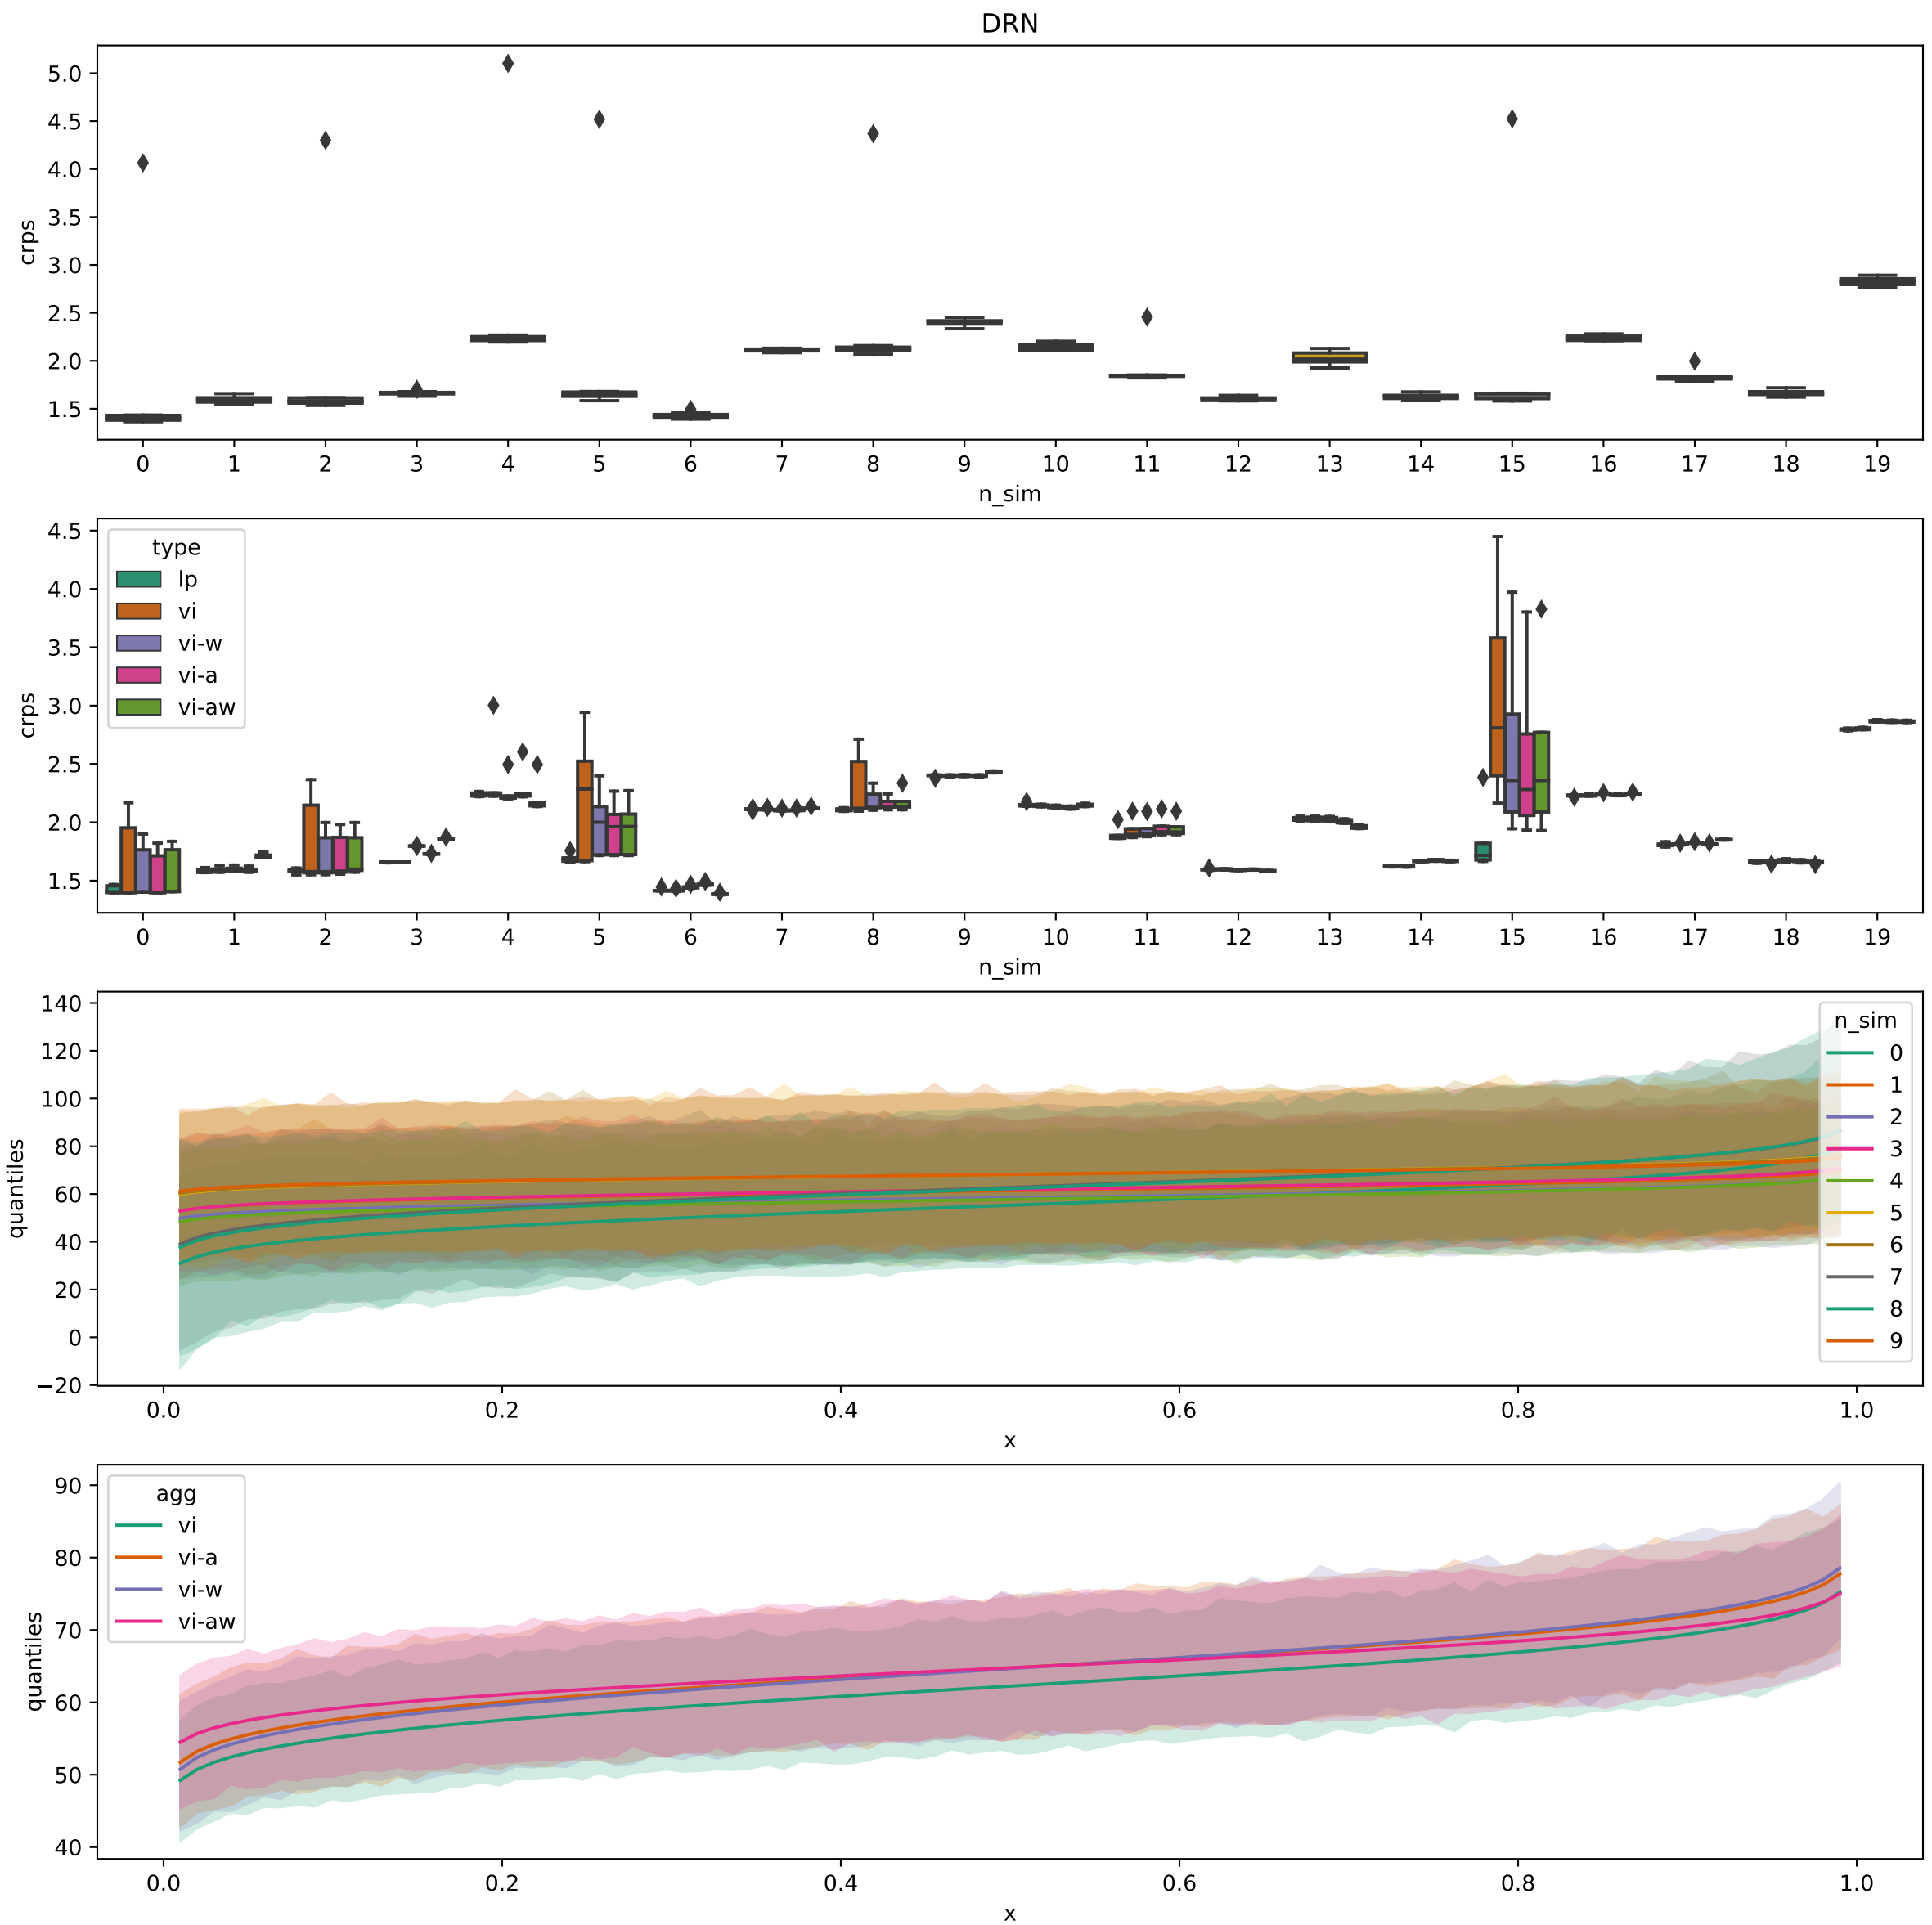 DRN
5.0
4.5
4.0
3.5
3.0
2.5
2.0
1.5
crps
0 1 2 3 4 5 6 7 8 9 10 11 12 13 14 15 16 17 18 19
n_sim
type
lp
vi
vi-w
vi-a
vi-aw
4.5
4.0
3.5
3.0
2.5
2.0
1.5
crps
0 1 2 3 4 5 6 7 8 9 10 11 12 13 14 15 16 17 18 19
n_sim
140
120
100
80
60
40
20
0
−20
quantiles
n_sim
0
1
2
3
4
5
6
7
8
9
0.0 0.2 0.4 0.6 0.8 1.0
x
90
80
70
60
50
40
quantiles
agg
vi
vi-a
vi-w
vi-aw
0.0 0.2 0.4 0.6 0.8 1.0
x